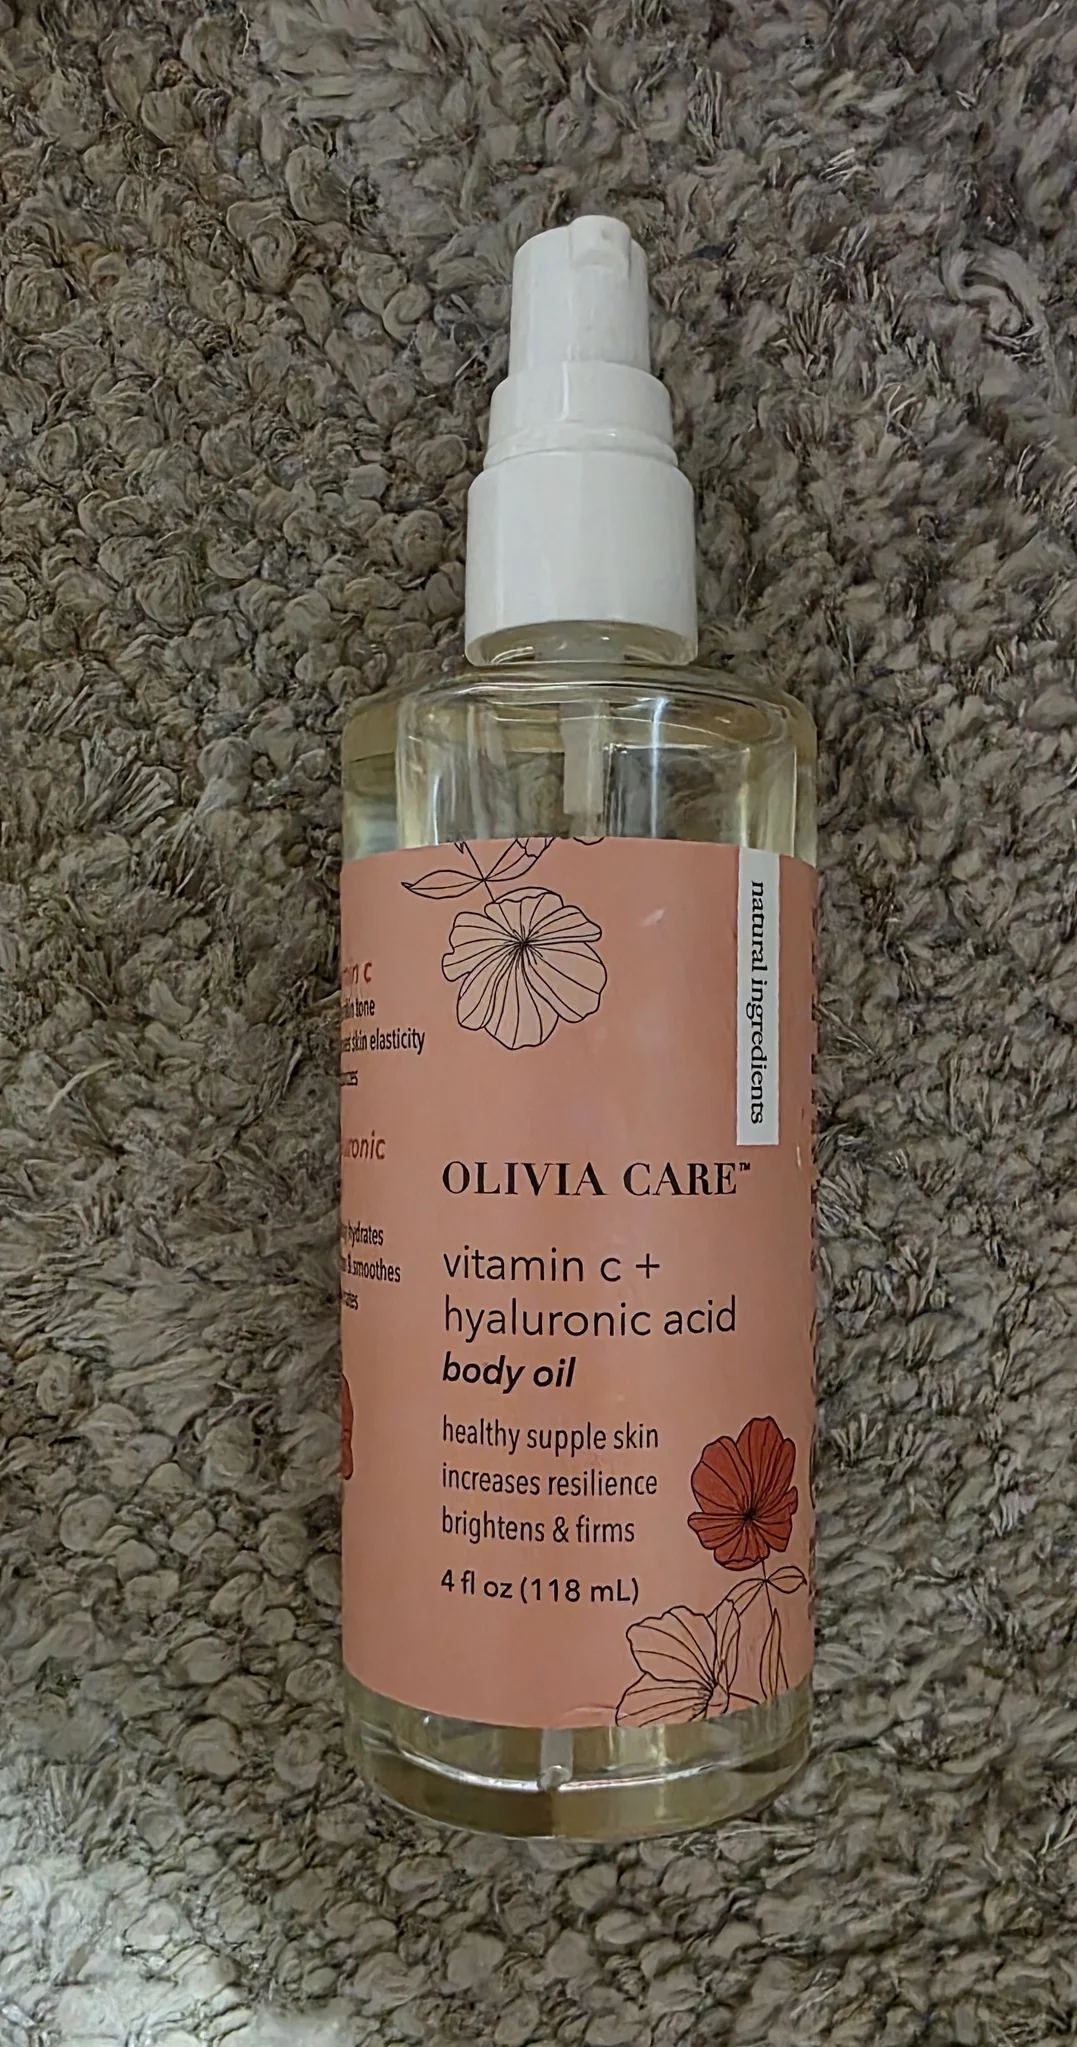 c
tone
skin elasticity
hydrates
& smoothes
natural ingredients
OLIVIA CARE™
vitamin c +
hyaluronic acid
body oil
healthy supple skin
increases resilience
brightens & firms
4 fl oz (118 mL)